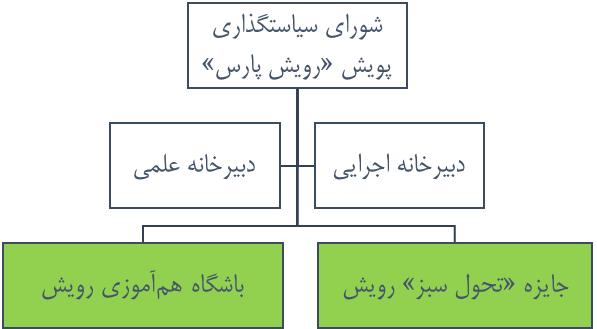 شورای سیاستگذاری
پویش «رویش پارس»
دبیرخانه اجرایی
دبیرخانه علمی
جایزه «تحول سبز» رویش
باشگاه هم‌آموزی رویش